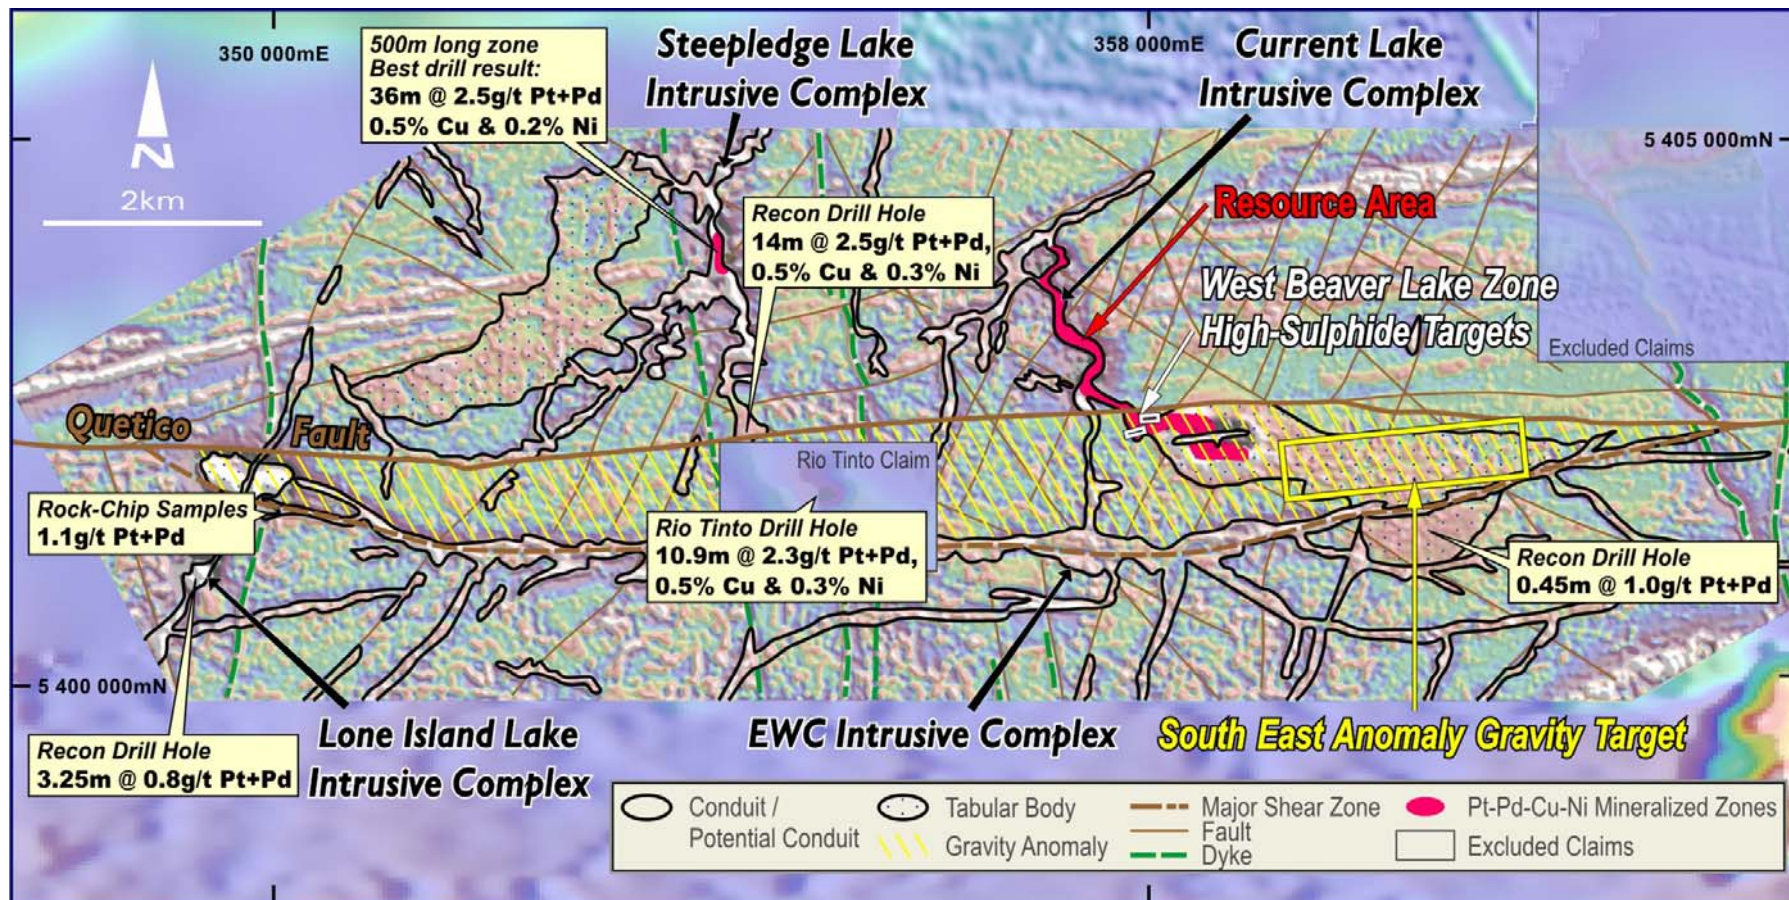 350 000mE
500m long zone
Best drill result:
36m @ 2.5g/t Pt+Pd
0.5% Cu & 0.2% Ni
Steepledge Lake
Intrusive Complex
358 000mE
Current Lake
Intrusive Complex
5 405 000mN
N
2km
Recon Drill Hole
14m @ 2.5g/t Pt+Pd,
0.5% Cu & 0.3% Ni
Resource Area
West Beaver Lake Zone
High-Sulphide Targets
Excluded Claims
Quetico Fault
Rio Tinto Claim
Rock-Chip Samples
1.1g/t Pt+Pd
Rio Tinto Drill Hole
10.9m @ 2.3g/t Pt+Pd,
0.5% Cu & 0.3% Ni
Recon Drill Hole
0.45m @ 1.0g/t Pt+Pd
5 400 000mN
Recon Drill Hole
3.25m @ 0.8g/t Pt+Pd
Lone Island Lake
Intrusive Complex
EWC Intrusive Complex
South East Anomaly Gravity Target
Conduit /
Potential Conduit
Tabular Body
Gravity Anomaly
Major Shear Zone
Fault
Dyke
Pt-Pd-Cu-Ni Mineralized Zones
Excluded Claims